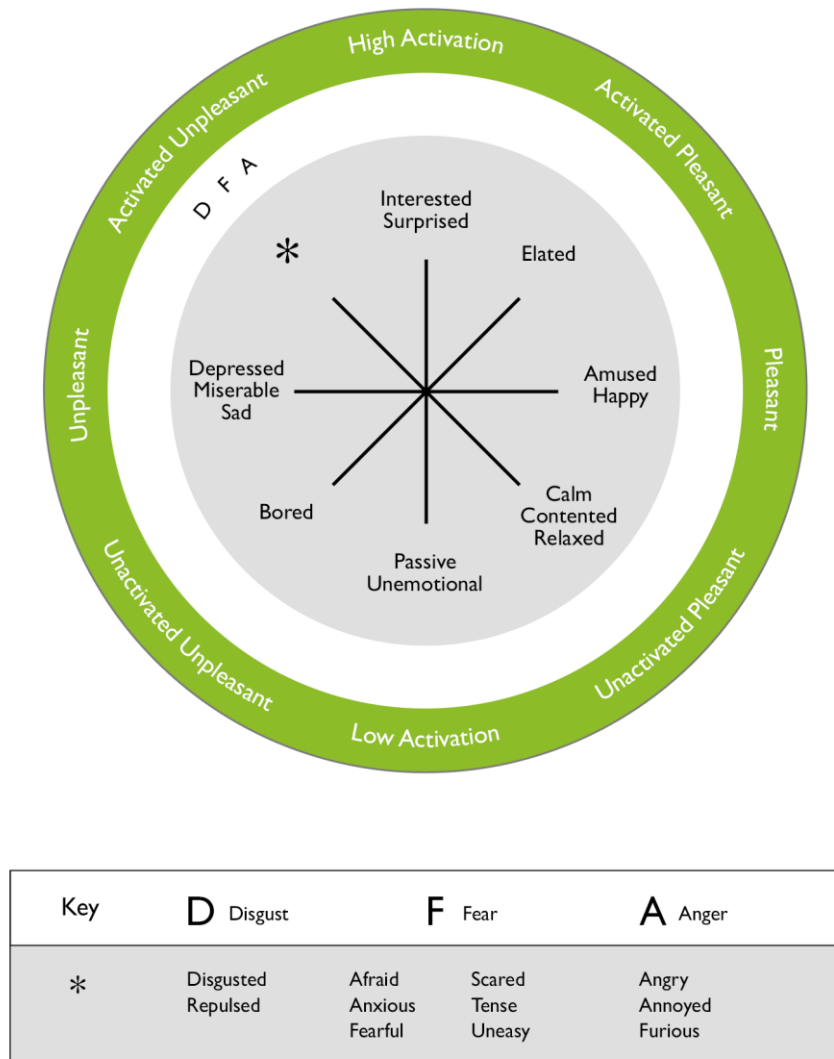 High Activation
Activated Unpleasant
Activated Pleasant
D F A
Interested
Surprised
*
Elated
Unpleasant
Depressed
Miserable
Sad
Amused
Happy
Pleasant
Bored
Calm
Contented
Relaxed
Passive
Unemotional
Unactivated Unpleasant
Unactivated Pleasant
Low Activation
Key D Disgust F Fear A Anger
* Disgusted Afraid Scared Angry
Repulsed Anxious Tense Annoyed
Fearful Uneasy Furious